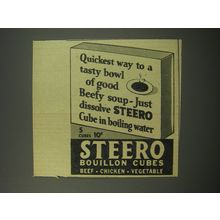 Quickest way to a
tasty bowl
of good
Beefy soup-Just
dissolve STEERO
Cube in boiling water
5
CUBES 10¢
STEERO
BOUILLON CUBES
BEEF • CHICKEN • VEGETABLE